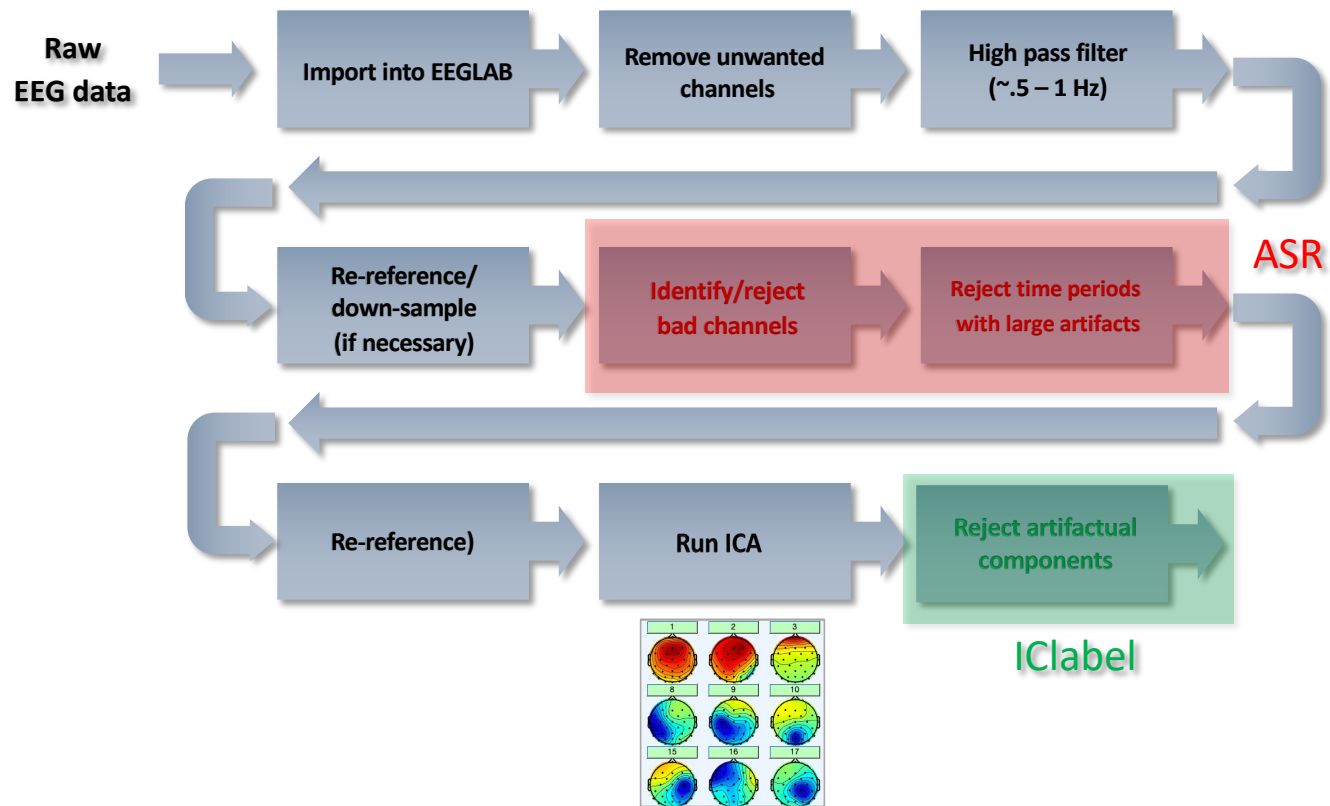 Raw
EEG data
Import into EEGLAB
Remove unwanted
channels
High pass filter
(~.5 – 1 Hz)
Re-reference/
down-sample
(if necessary)
Identify/reject
bad channels
Reject time periods
with large artifacts
ASR
Re-reference)
Run ICA
Reject artifactual
components
IClabel
1 2 3
8 9 10
15 16 17